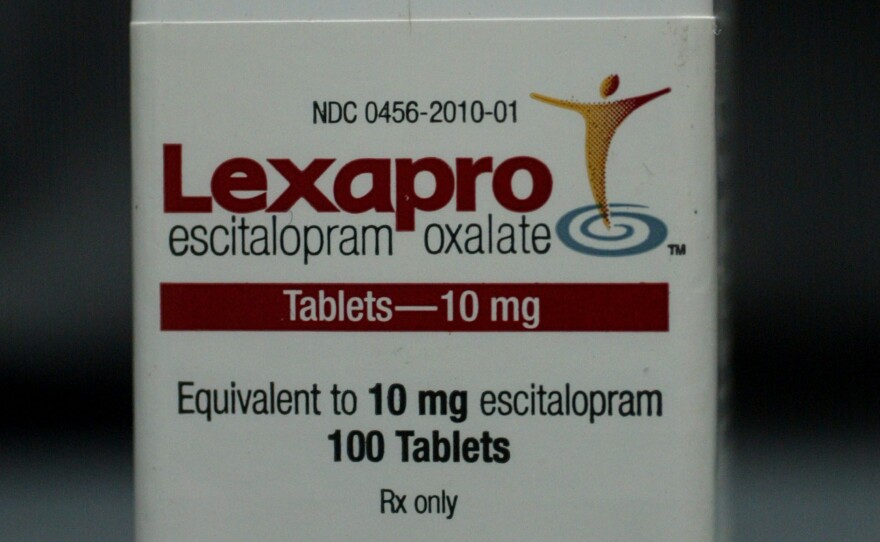 NDC 0456-2010-01
Lexapro
escitalopram oxalate ™
Tablets—10 mg
Equivalent to 10 mg escitalopram
100 Tablets
Rx only